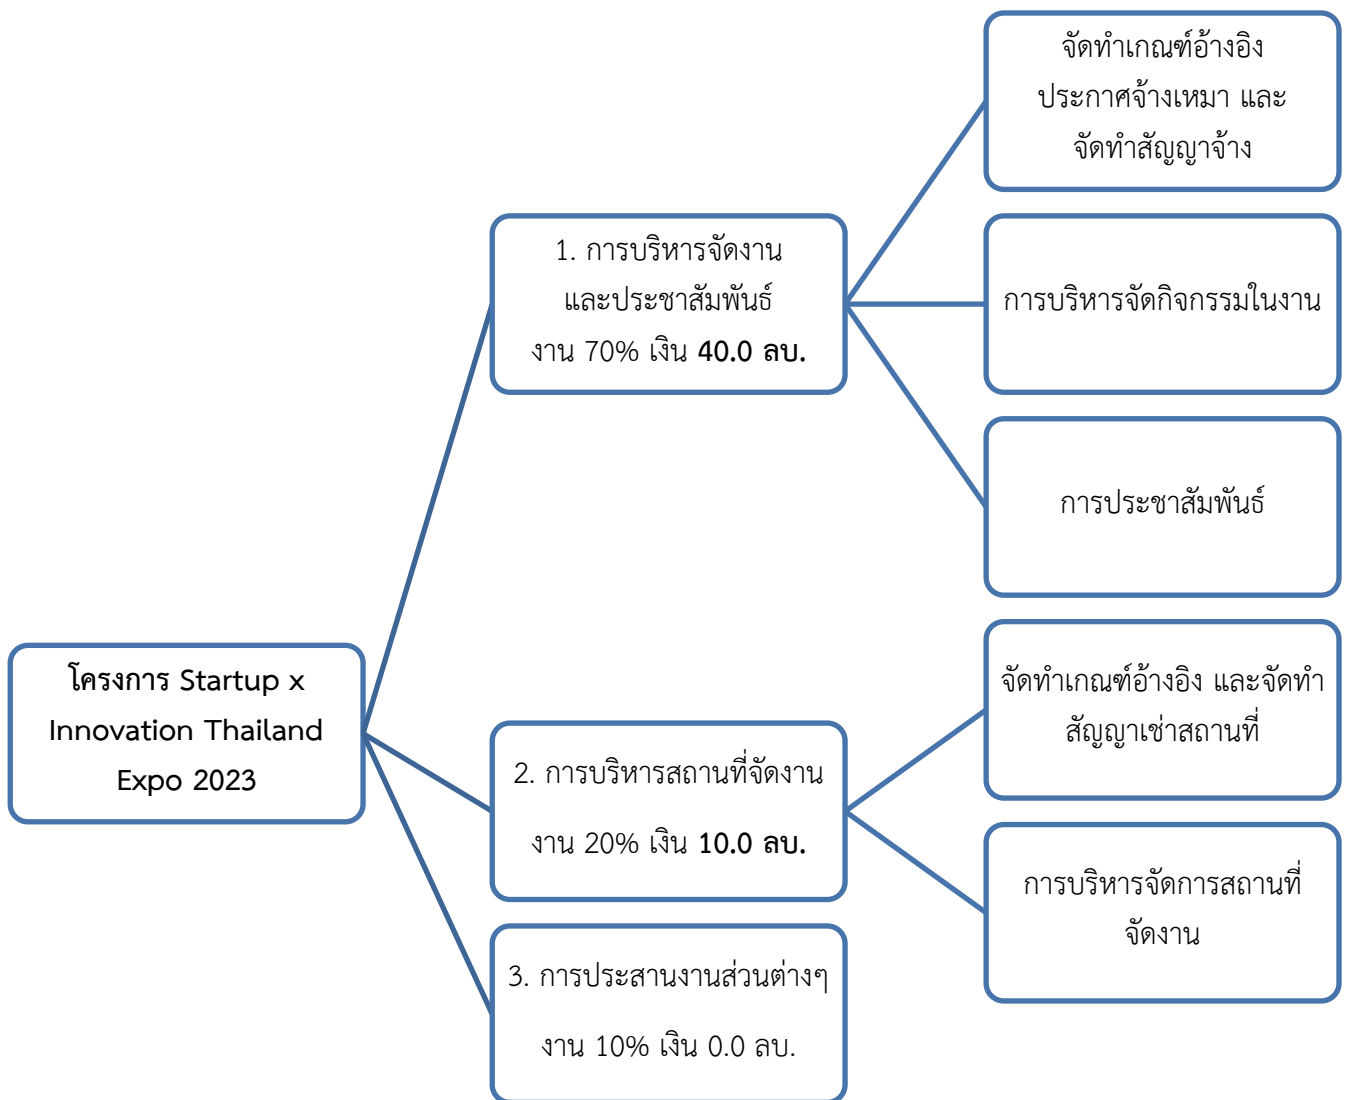 โครงการ Startup x
Innovation Thailand
Expo 2023
1. การบริหารจัดงาน
และประชาสัมพันธ์
งาน 70% เงิน 40.0 ลบ.
จัดทำเกณฑ์อ้างอิง
ประกาศจ้างเหมา และ
จัดทำสัญญาจ้าง
การบริหารจัดกิจกรรมในงาน
การประชาสัมพันธ์
2. การบริหารสถานที่จัดงาน
งาน 20% เงิน 10.0 ลบ.
จัดทำเกณฑ์อ้างอิง และจัดทำ
สัญญาเช่าสถานที่
การบริหารจัดการสถานที่
จัดงาน
3. การประสานงานส่วนต่างๆ
งาน 10% เงิน 0.0 ลบ.